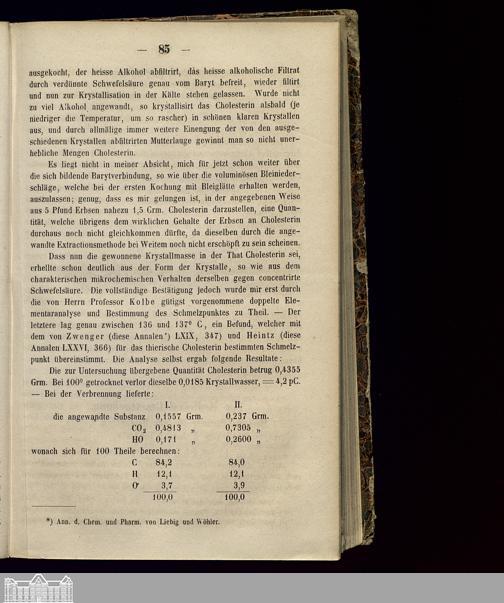 — 85 —
ausgekocht, der heisse Alkohol abfiltrirt, das heisse alkoholische Filtrat
durch verdünnte Schwefelsäure genau vom Baryt befreit, wieder filtirt
und nun zur Krystallisation in der Kälte stehen gelassen. Wurde nicht
zu viel Alkohol angewandt, so krystallisirt das Cholesterin alsbald (je
niedriger die Temperatur, um so rascher) in schönen klaren Krystallen
aus, und durch allmälige immer weitere Einengung der von den ausge-
schiedenen Krystallen abfiltrirten Mutterlauge gewinnt man so nicht uner-
hebliche Mengen Cholesterin.
Es liegt nicht in meiner Absicht, mich für jetzt schon weiter über
die sich bildende Barytverbindung, so wie über die voluminösen Bleinieder-
schläge, welche bei der ersten Kochung mit Bleiglätte erhalten werden,
auszulassen; genug, dass es mir gelungen ist, in der angegebenen Weise
aus 5 Pfund Erbsen nahezu 1,5 Grm. Cholesterin darzustellen, eine Quan-
tität, welche übrigens dem wirklichen Gehalte der Erbsen an Cholesterin
durchaus noch nicht gleichkommen dürfte, da dieselben durch die ange-
wandte Extractionsmethode bei Weitem noch nicht erschöpft zu sein scheinen.
Dass nun die gewonnene Krystallmasse in der That Cholesterin sei,
erhellte schon deutlich aus der Form der Krystalle, so wie aus dem
charakterischen mikrochemischen Verhalten derselben gegen concentrirte
Schwefelsäure. Die vollständige Bestätigung jedoch wurde mir erst durch
die von Herrn Professor Kolbe gütigst vorgenommene doppelte Ele-
mentaranalyse und Bestimmung des Schmelzpunktes zu Theil. — Der
letztere lag genau zwischen 136 und 137° C, ein Befund, welcher mit
dem von Zwenger (diese Annalen*) LXIX, 347) und Heintz (diese
Annalen LXXVI, 366) für das thierische Cholesterin bestimmten Schmelz-
punkt übereinstimmt. Die Analyse selbst ergab folgende Resultate:
Die zur Untersuchung übergebene Quantität Cholesterin betrug 0,4355
Grm. Bei 100° getrocknet verlor dieselbe 0,0185 Krystallwasser, = 4,2 pC.
— Bei der Verbrennung lieferte:
I. II.
die angewandte Substanz 0,1557 Grm. 0,237 Grm.
CO2 0,4813 „ 0,7305 „
HO 0,171 „ 0,2600 „
wonach sich für 100 Theile berechnen:
C 84,2 84,0
H 12,1 12,1
O 3,7 3,9
100,0 100,0
*) Ann. d. Chem. und Pharm. von Liebig und Wöhler.